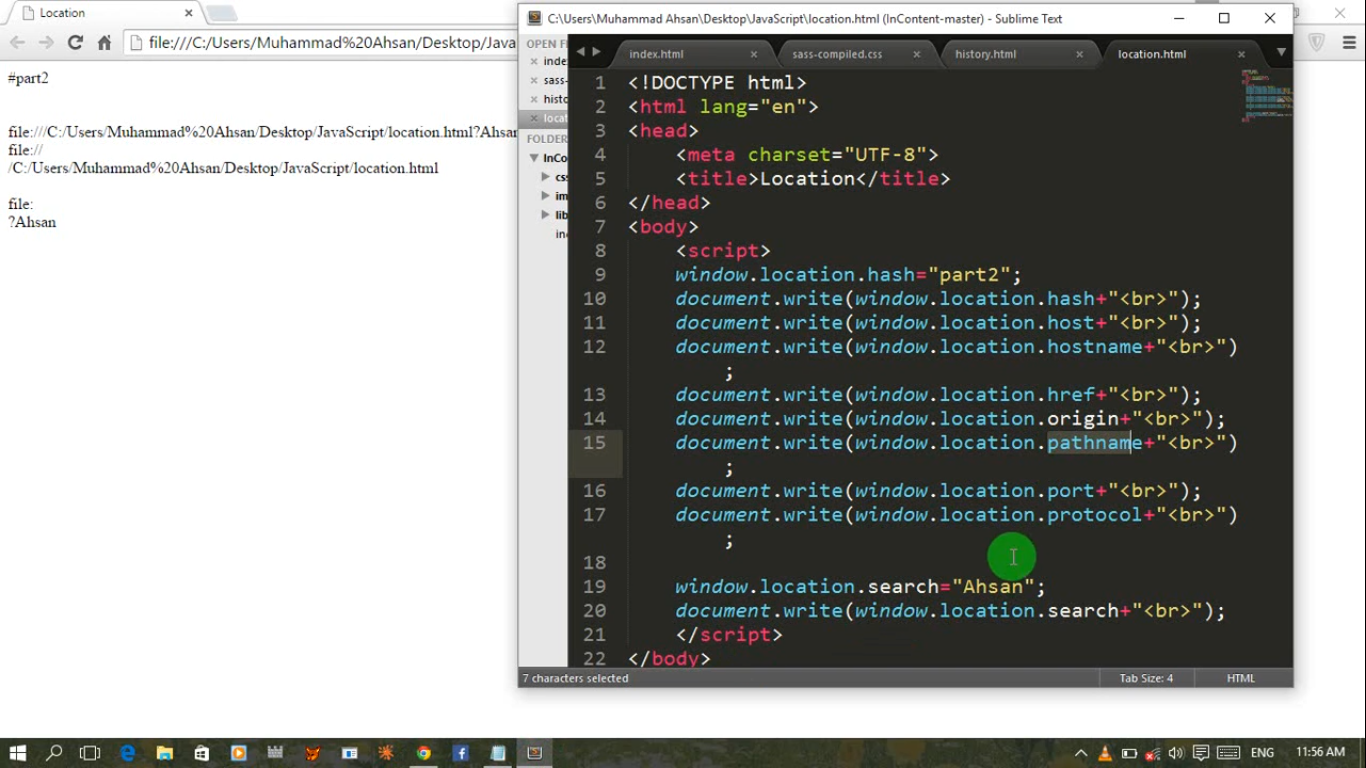 Location
C:\Users\Muhammad Ahsan\Desktop\JavaScript\location.html (InContent-master) - Sublime Text
file:///C:/Users/Muhammad%20Ahsan/Desktop/Java
#part2
file:///C:/Users/Muhammad%20Ahsan/Desktop/JavaScript/location.html?Ahsan
file://
/C:/Users/Muhammad%20Ahsan/Desktop/JavaScript/location.html
file:
?Ahsan
OPEN FI
inde
sass-
histo
locat
FOLDER
InCo
css
im
lib
ind
index.html
sass-compiled.css
history.html
location.html
1 <!DOCTYPE html>
2 <html lang="en">
3 <head>
4 <meta charset="UTF-8">
5 <title>Location</title>
6 </head>
7 <body>
8 <script>
9 window.location.hash="part2";
10 document.write(window.location.hash+"<br>");
11 document.write(window.location.host+"<br>");
12 document.write(window.location.hostname+"<br>")
;
13 document.write(window.location.href+"<br>");
14 document.write(window.location.origin+"<br>");
15 document.write(window.location.pathname+"<br>")
;
16 document.write(window.location.port+"<br>");
17 document.write(window.location.protocol+"<br>")
;
18
19 window.location.search="Ahsan";
20 document.write(window.location.search+"<br>");
21 </script>
22 </body>
7 characters selected
Tab Size: 4
HTML
ENG
11:56 AM